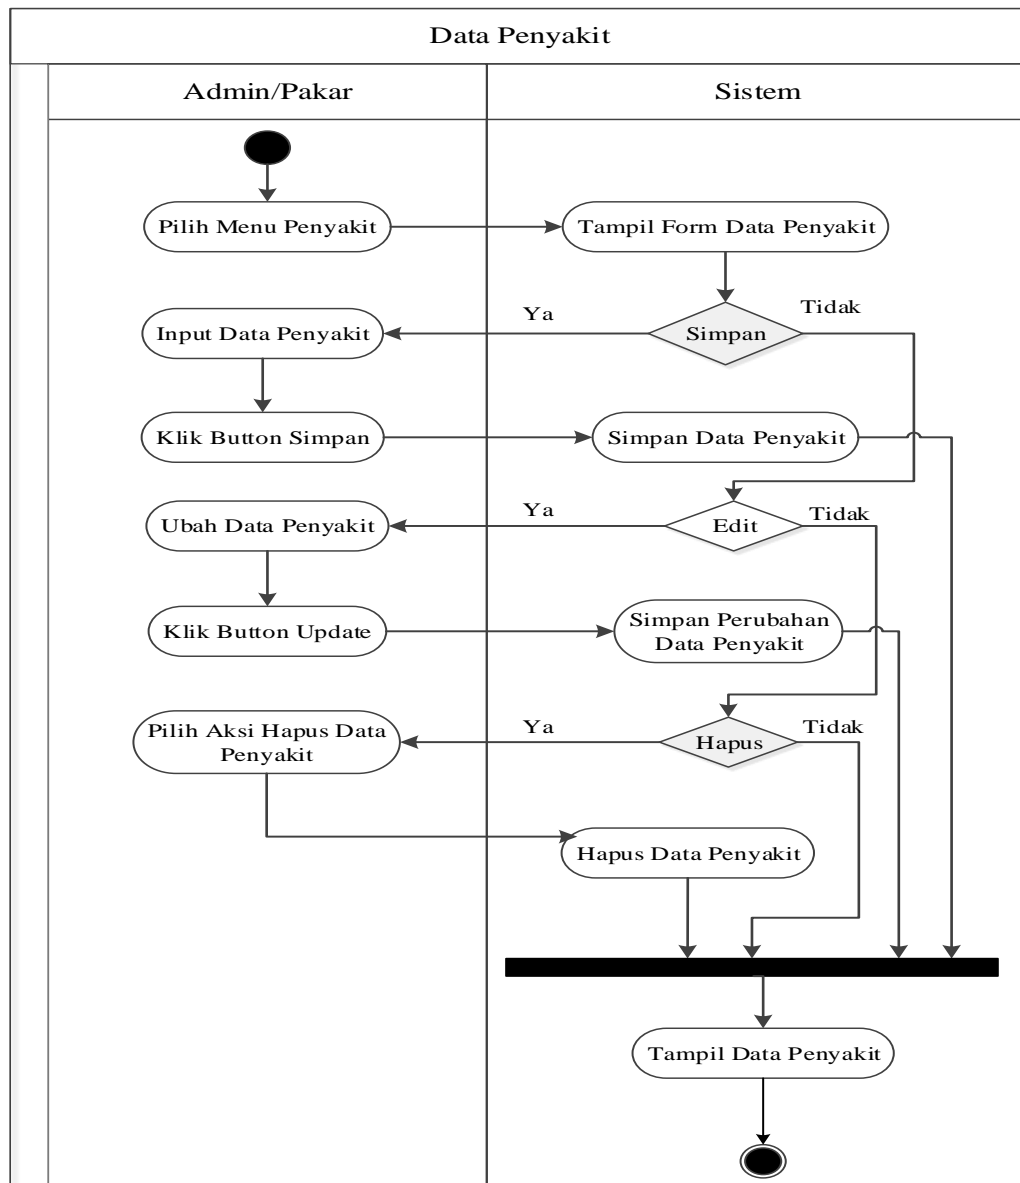 Data Penyakit
Admin/Pakar
Sistem
Pilih Menu Penyakit
Tampil Form Data Penyakit
Ya
Tidak
Input Data Penyakit
Simpan
Klik Button Simpan
Simpan Data Penyakit
Ya
Tidak
Ubah Data Penyakit
Edit
Klik Button Update
Simpan Perubahan
Data Penyakit
Pilih Aksi Hapus Data
Penyakit
Ya
Hapus
Tidak
Hapus Data Penyakit
Tampil Data Penyakit